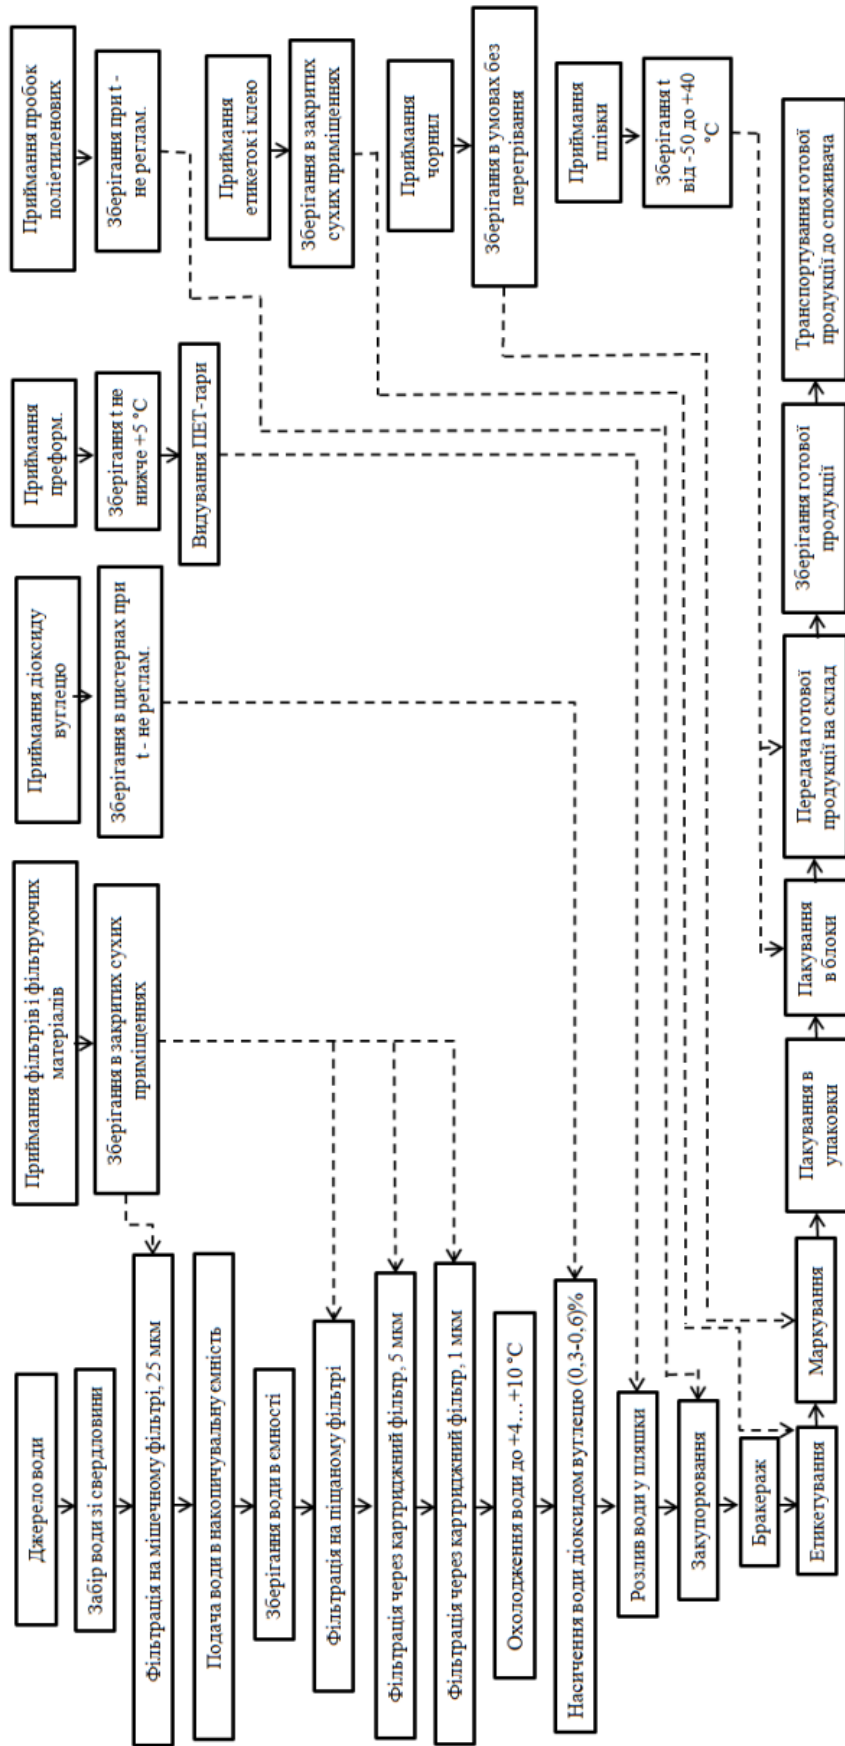 Джерело води
Забір води зі свердловини
Фільтрація на мішечному фільтрі, 25 мкм
Подача води в накопичувальну ємність
Зберігання води в ємності
Фільтрація на піщаному фільтрі
Фільтрація через картриджний фільтр, 5 мкм
Фільтрація через картриджний фільтр, 1 мкм
Охолодження води до +4…+10 °С
Насичення води діоксидом вуглецю (0,3-0,6)%
Розлив води у пляшки
Закупорювання
Бракераж
Етикетування
Маркування
Пакування в
упаковки
Пакування
в блоки
Передача готової
продукції на склад
Зберігання готової
продукції
Транспортування готової
продукції до споживача
Приймання фільтрів і фільтруючих
матеріалів
Зберігання в закритих сухих
приміщеннях
Приймання діоксиду
вуглецю
Зберігання в цистернах при
t - не реглам.
Приймання
преформ.
Зберігання t не
нижче +5 °С
Видування ПЕТ-тари
Приймання пробок
поліетиленових
Зберігання при t -
не реглам.
Приймання
етикеток і клею
Зберігання в закритих
сухих приміщеннях
Приймання
чорнил
Зберігання в умовах без
перегрівання
Приймання
плівки
Зберігання t
від -50 до +40
°С